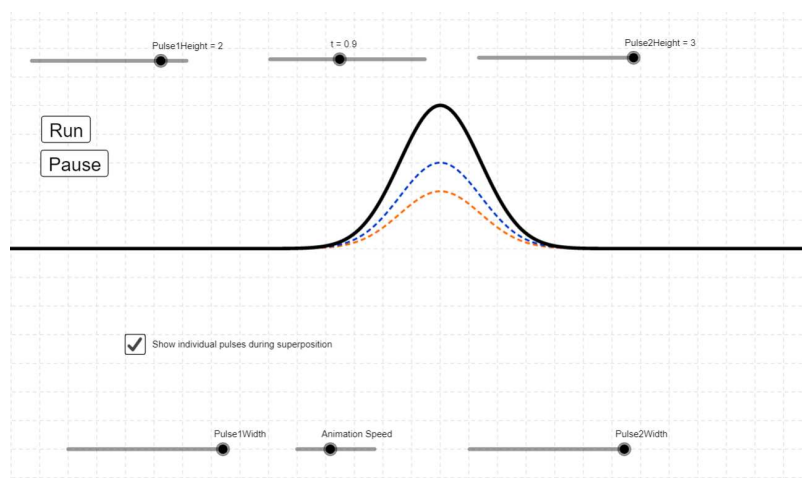 Pulse1Height = 2
t = 0.9
Pulse2Height = 3
Run
Pause
Show individual pulses during superposition
Pulse1Width
Animation Speed
Pulse2Width